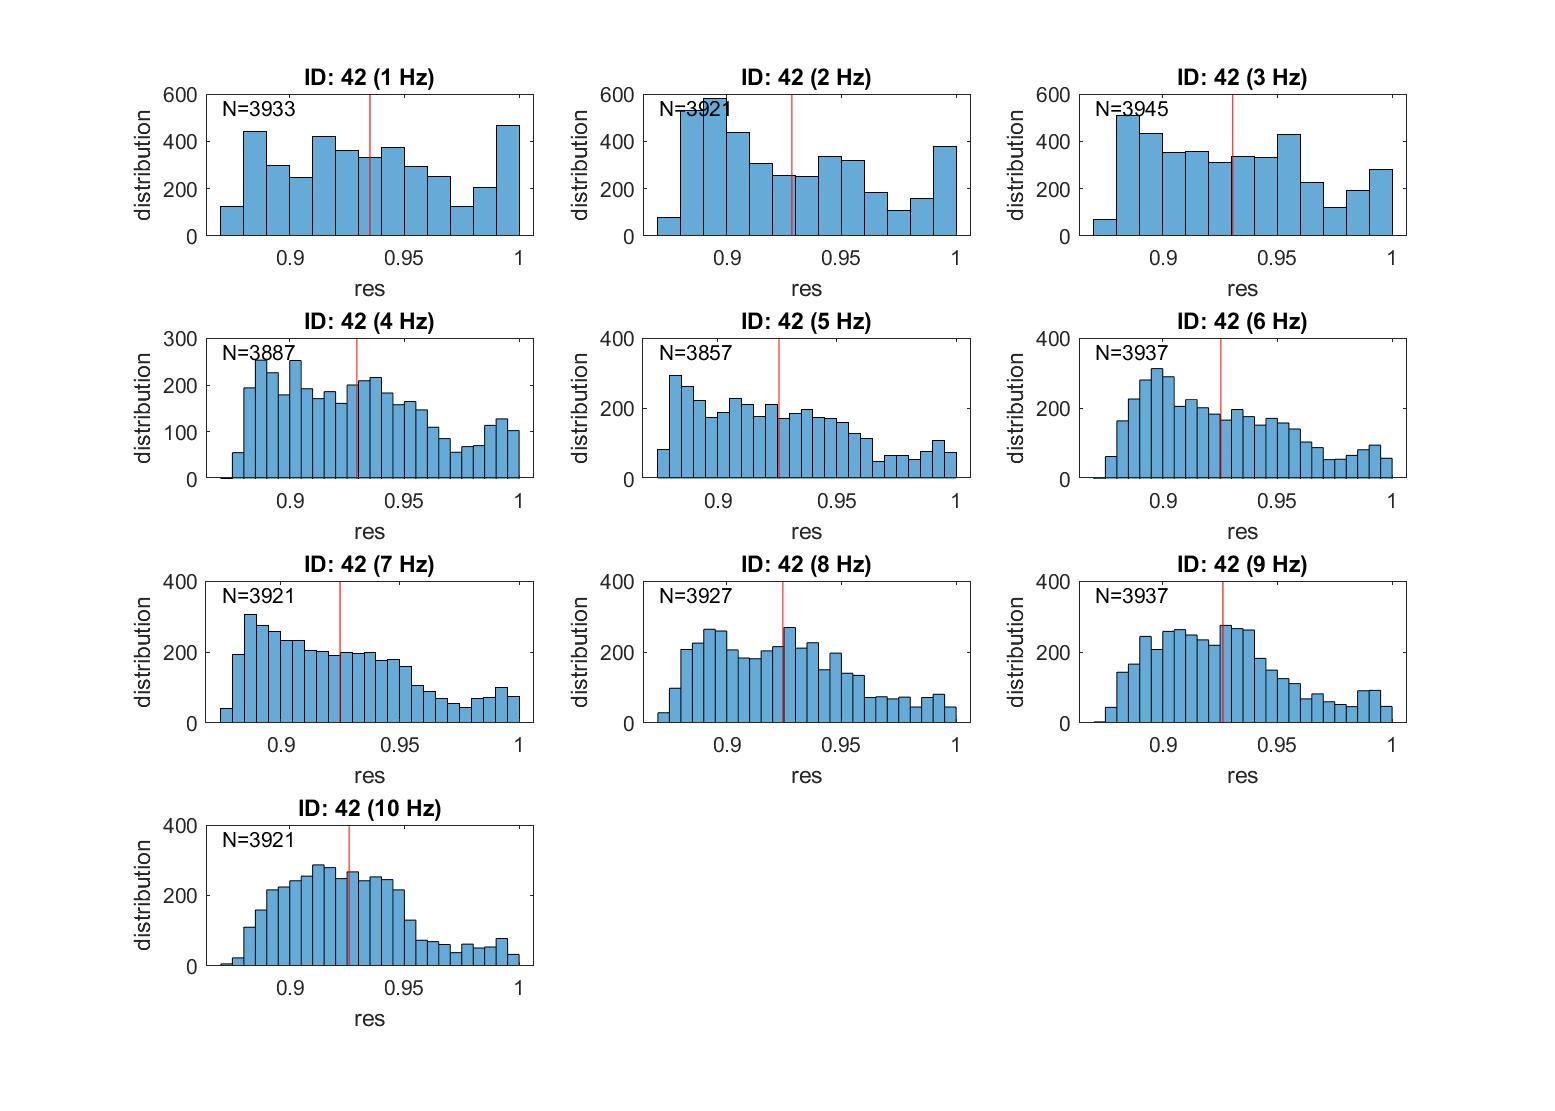 ID: 42 (1 Hz)
N=3933
distribution
600
400
200
0
0.9 0.95 1
res
ID: 42 (2 Hz)
N=3921
distribution
600
400
200
0
0.9 0.95 1
res
ID: 42 (3 Hz)
N=3945
distribution
600
400
200
0
0.9 0.95 1
res
ID: 42 (4 Hz)
N=3887
distribution
300
200
100
0
0.9 0.95 1
res
ID: 42 (5 Hz)
N=3857
distribution
400
200
0
0.9 0.95 1
res
ID: 42 (6 Hz)
N=3937
distribution
400
200
0
0.9 0.95 1
res
ID: 42 (7 Hz)
N=3921
distribution
400
200
0
0.9 0.95 1
res
ID: 42 (8 Hz)
N=3927
distribution
400
200
0
0.9 0.95 1
res
ID: 42 (9 Hz)
N=3937
distribution
400
200
0
0.9 0.95 1
res
ID: 42 (10 Hz)
N=3921
distribution
400
200
0
0.9 0.95 1
res